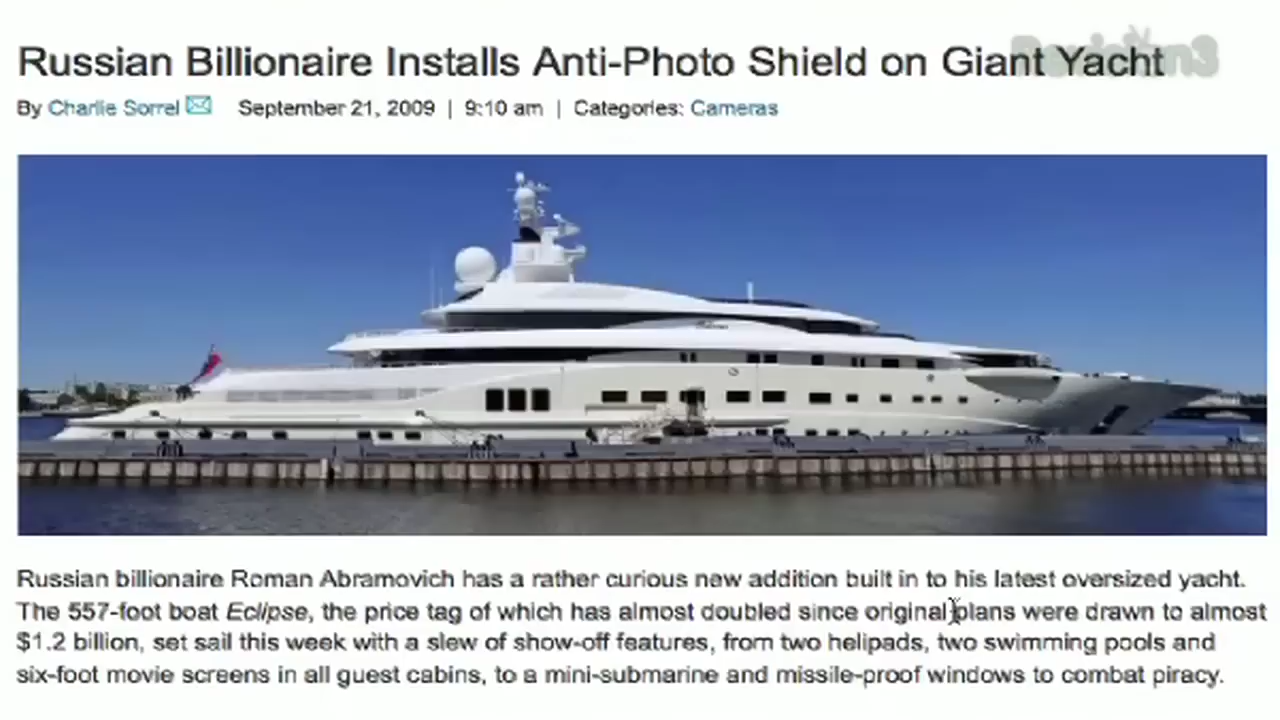 Revision3
Russian Billionaire Installs Anti-Photo Shield on Giant Yacht
By Charlie Sorrel September 21, 2009 | 9:10 am | Categories: Cameras
Russian billionaire Roman Abramovich has a rather curious new addition built in to his latest oversized yacht.
The 557-foot boat Eclipse, the price tag of which has almost doubled since original plans were drawn to almost
$1.2 billion, set sail this week with a slew of show-off features, from two helipads, two swimming pools and
six-foot movie screens in all guest cabins, to a mini-submarine and missile-proof windows to combat piracy.